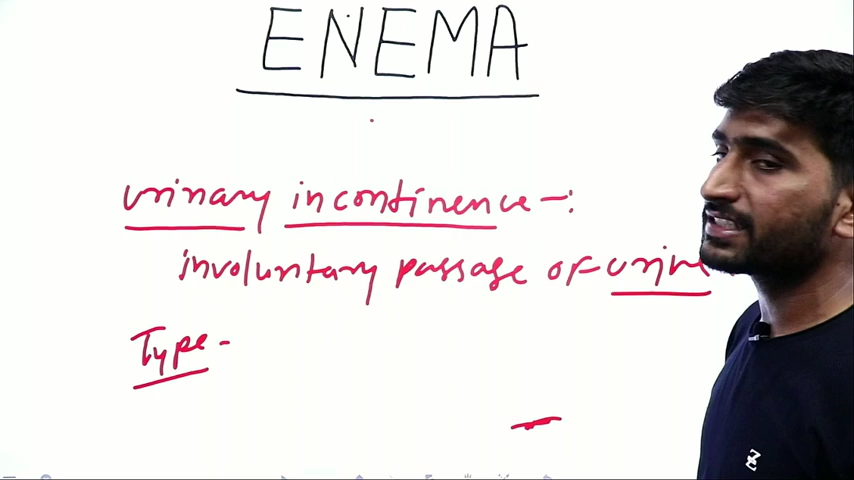 ENEMA
urinary incontinence -:
involuntary passage of urine
Type -